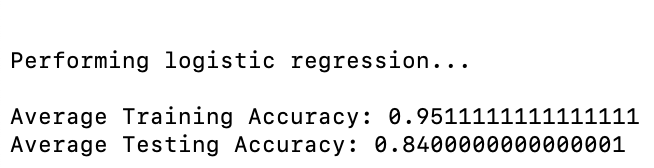 Performing logistic regression...
Average Training Accuracy: 0.9511111111111111
Average Testing Accuracy: 0.8400000000000001